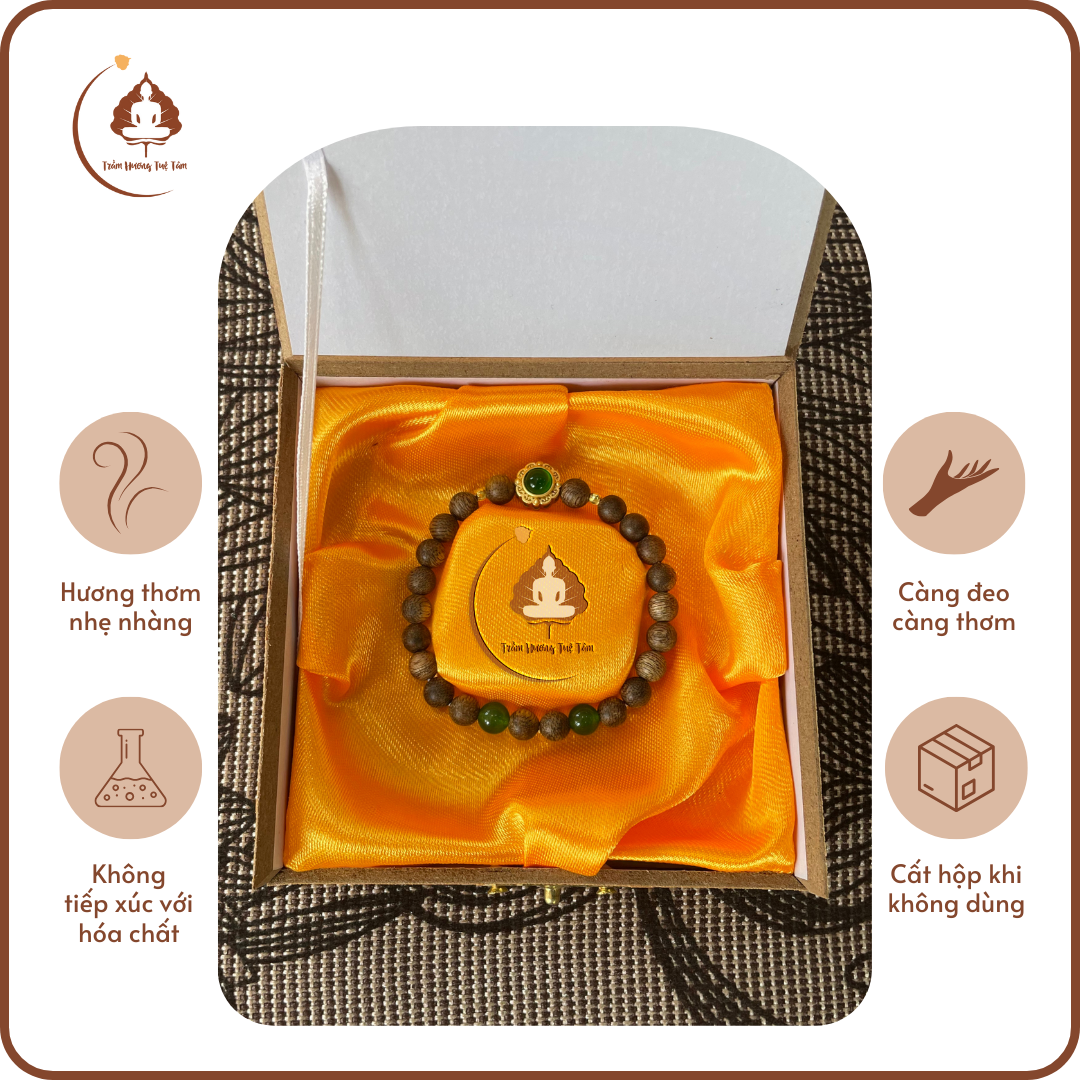 Trầm Hương Tuệ Tâm
Hương thơm
nhẹ nhàng
Càng đeo
càng thơm
Trầm Hương Tuệ Tâm
Không
tiếp xúc với
hóa chất
Cất hộp khi
không dùng